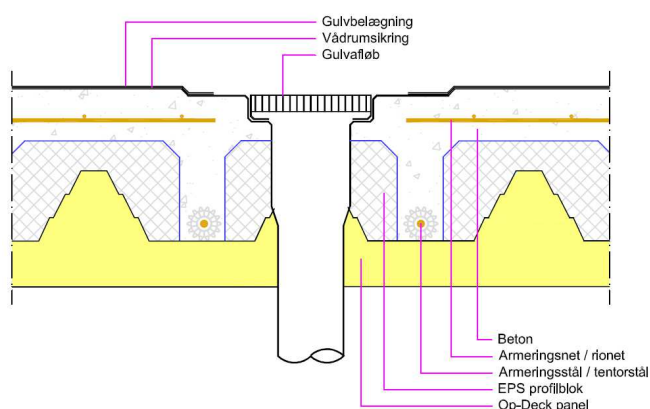 Gulvbelægning
Vådrumsikring
Gulvafløb
Beton
Armeringsnet / rionet
Armeringsstål / tentorstål
EPS profilblok
Op-Deck panel